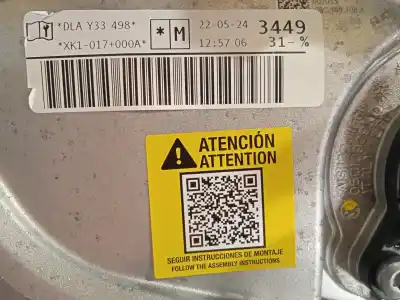 *DLA Y33 498*
*XK1-017+000A*
* M
22-05-24
12:57 06
3449
31-%
ATENCIÓN
ATTENTION
SEGUIR INSTRUCCIONES DE MONTAJE
FOLLOW THE ASSEMBLY INSTRUCTIONS